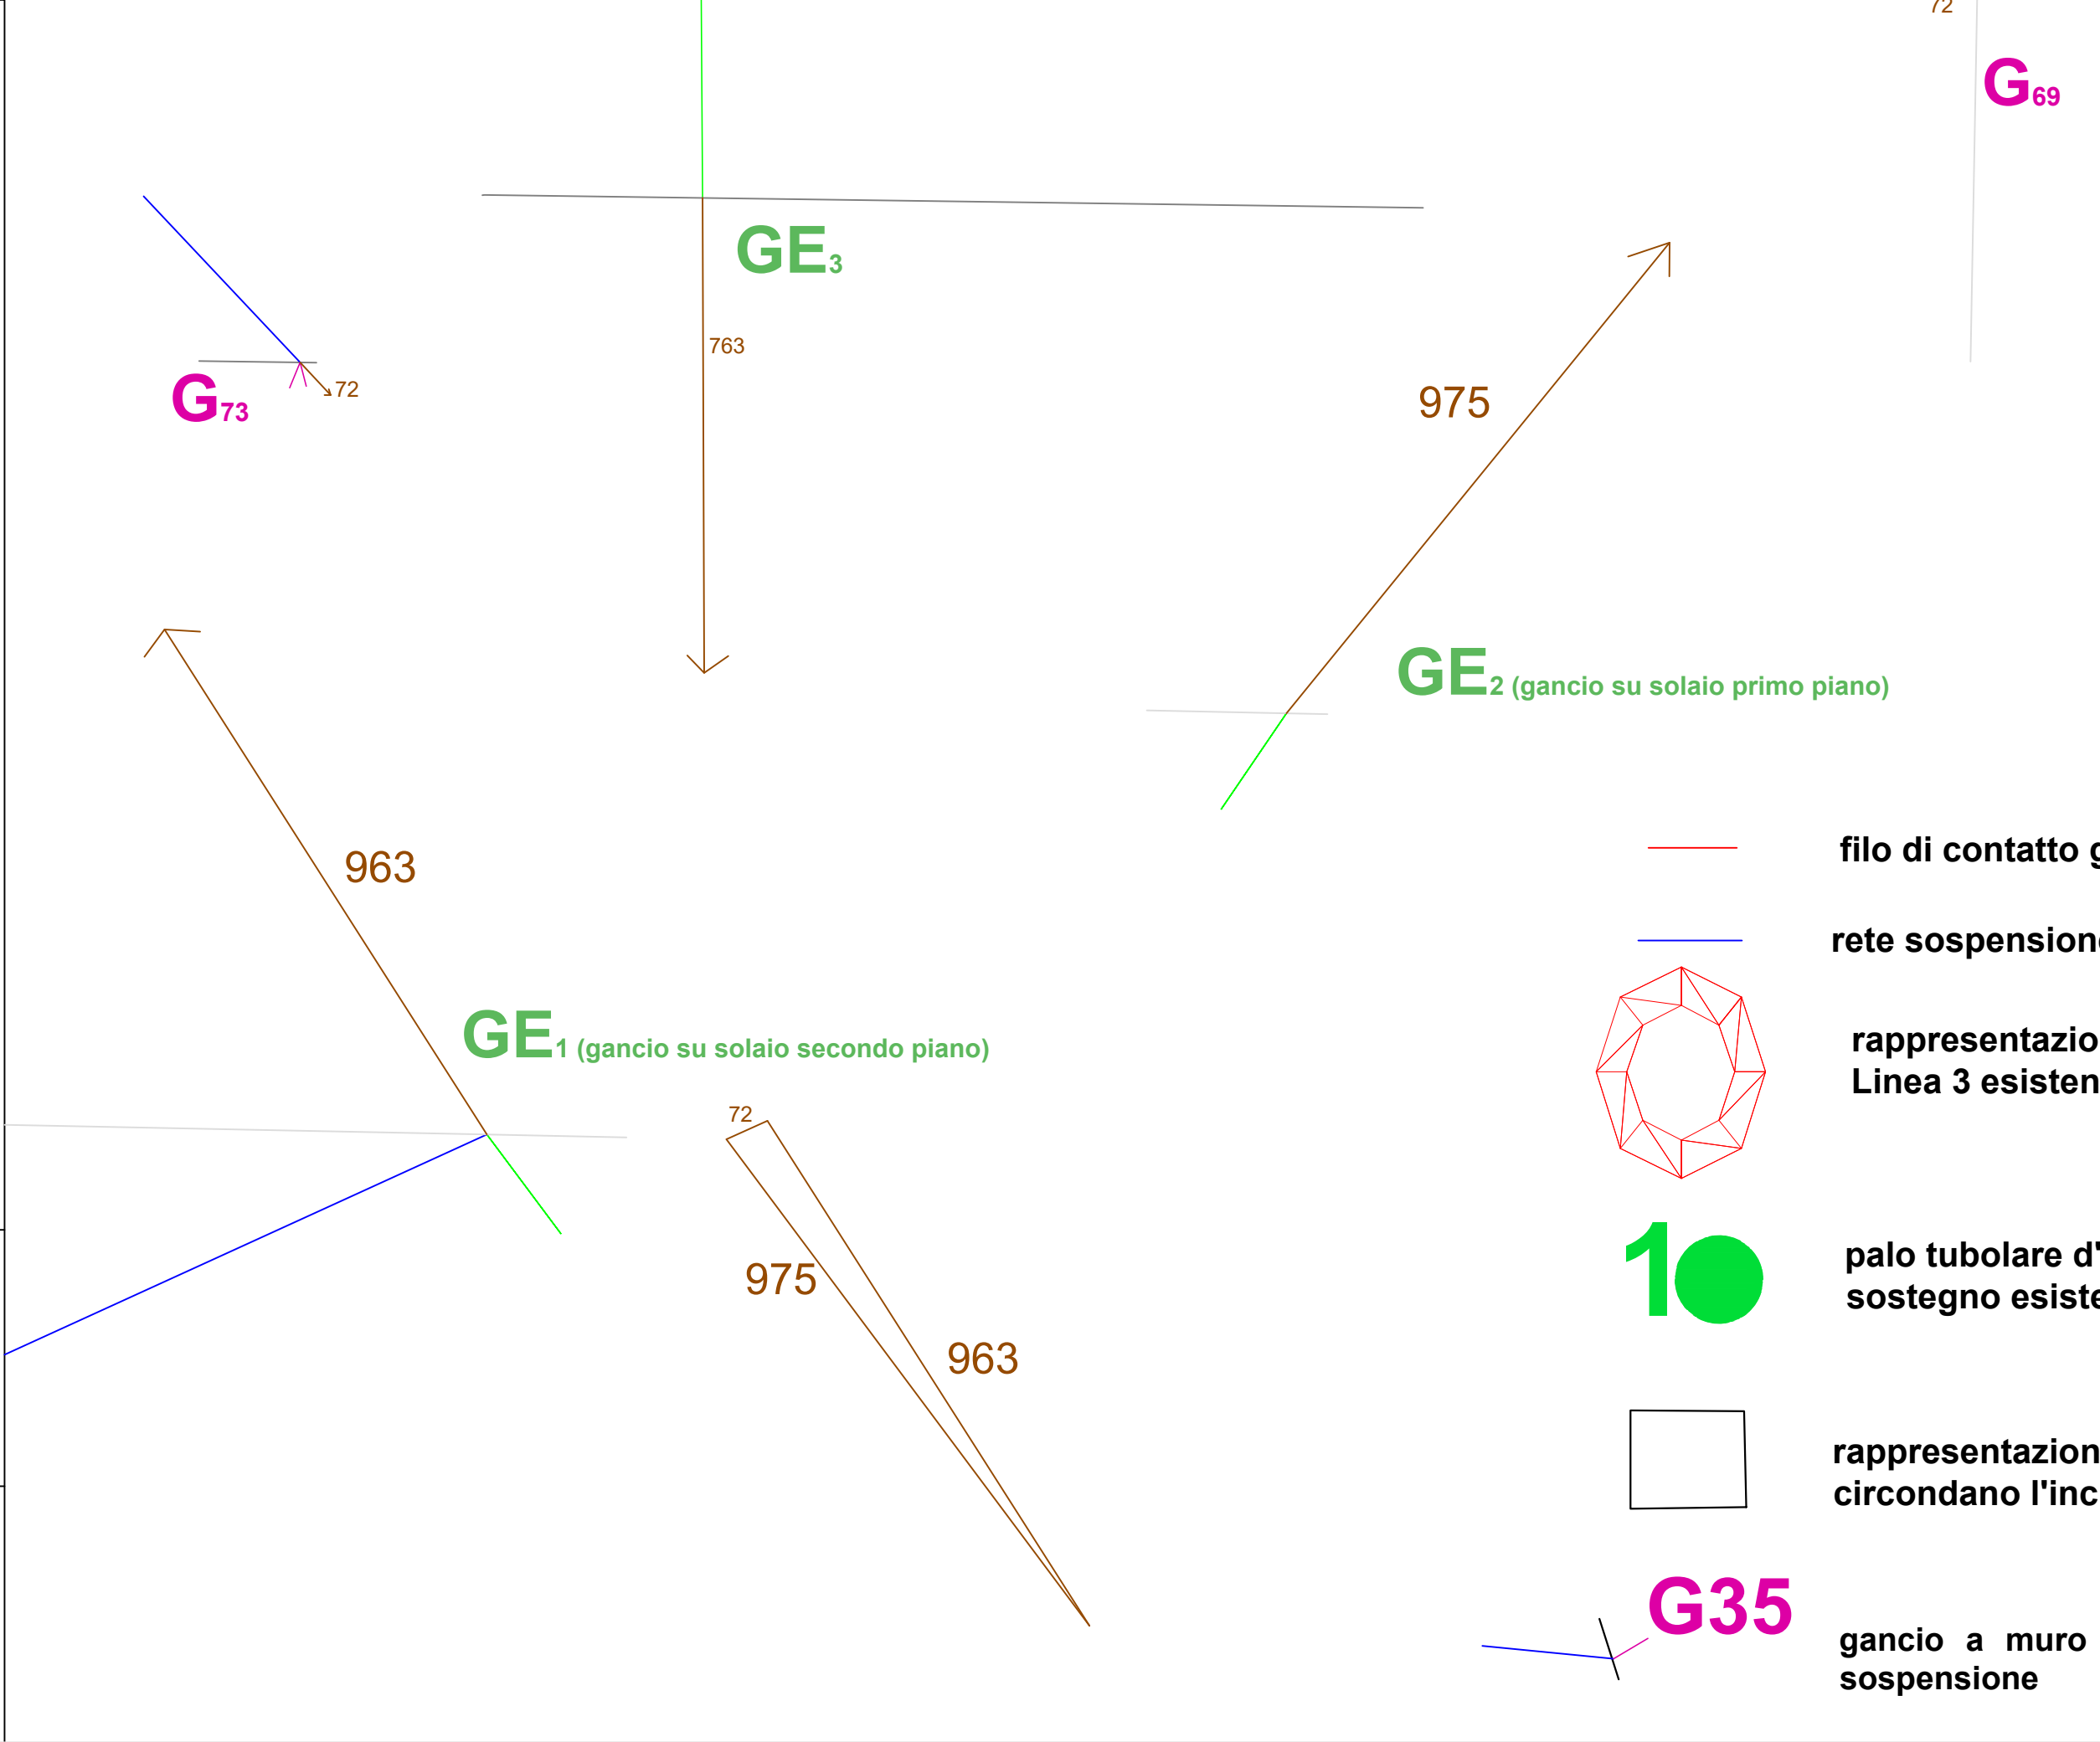 72
G69
GE3
763
G73
72
975
GE2 (gancio su solaio primo piano)
963
GE1 (gancio su solaio secondo piano)
72
975
963
filo di contatto
rete sospension
rappresentazio
Linea 3 esisten
10
palo tubolare d'
sostegno esiste
rappresentazion
circondano l'inc
G35
gancio a muro
sospensione